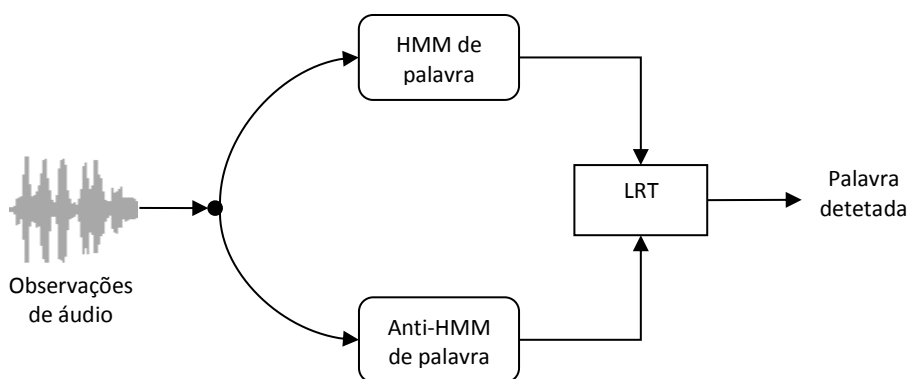 HMM de
palavra
LRT
Palavra
detetada
Observações
de áudio
Anti-HMM
de palavra